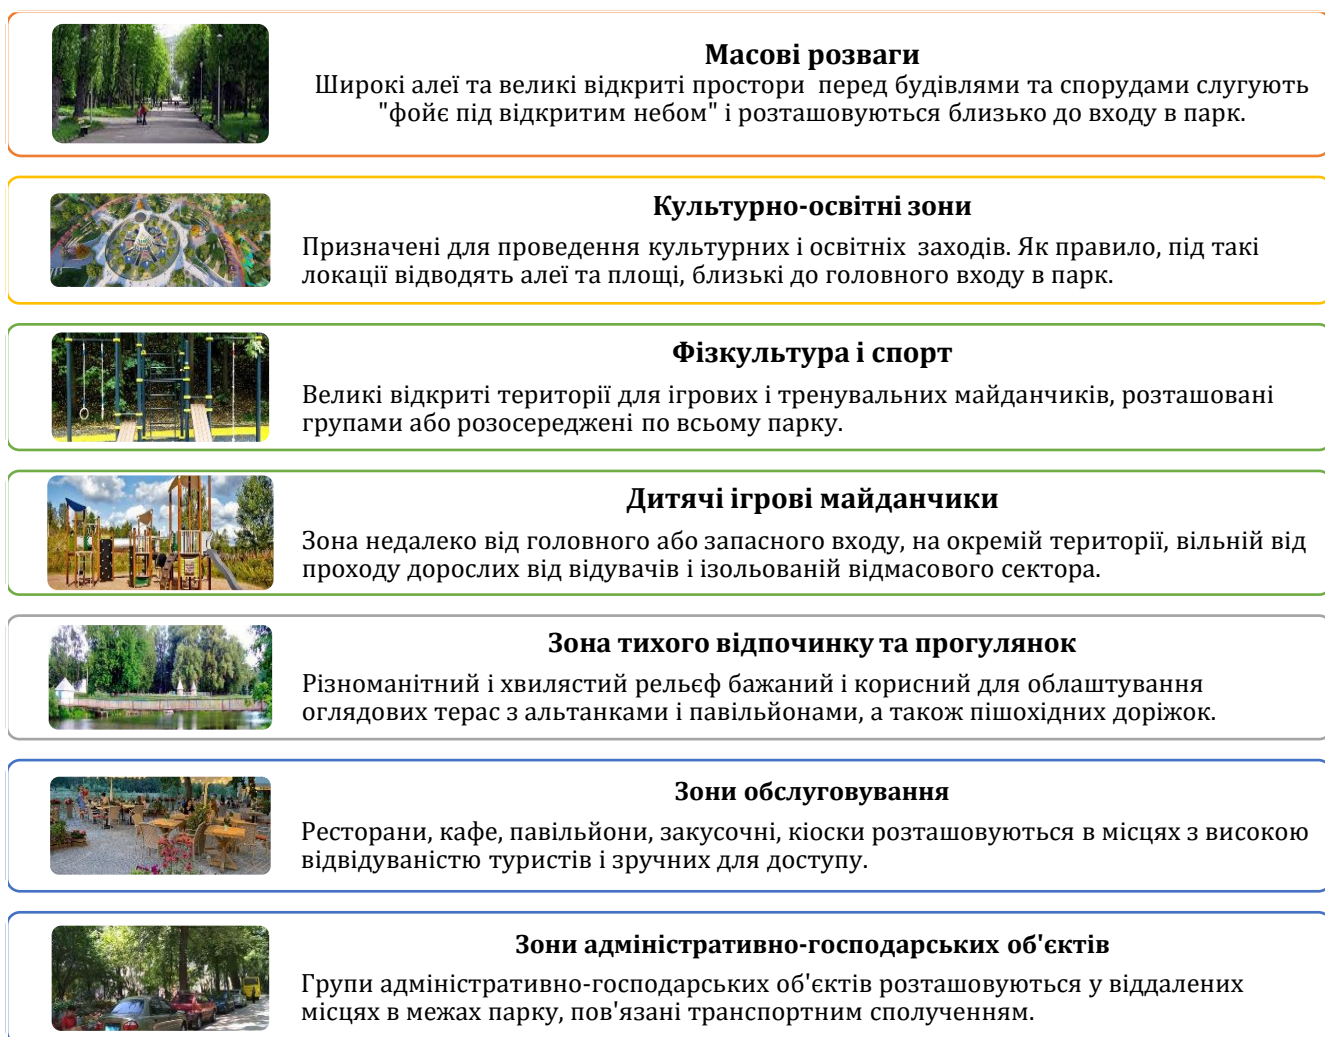 Масові розваги
Широкі алеї та великі відкриті простори перед будівлями та спорудами слугують
"фойє під відкритим небом" і розташовуються близько до входу в парк.
Культурно-освітні зони
Призначені для проведення культурних і освітніх заходів. Як правило, під такі
локації відводять алеї та площі, близькі до головного входу в парк.
Фізкультура і спорт
Великі відкриті території для ігрових і тренувальних майданчиків, розташовані
групами або розосереджені по всьому парку.
Дитячі ігрові майданчики
Зона недалеко від головного або запасного входу, на окремій території, вільній від
проходу дорослих від відувачів і ізольованій відмасового сектора.
Зона тихого відпочинку та прогулянок
Різноманітний і хвилястий рельєф бажаний і корисний для облаштування
оглядових терас з альтанками і павільйонами, а також пішохідних доріжок.
Зони обслуговування
Ресторани, кафе, павільйони, закусочні, кіоски розташовуються в місцях з високою
відвідуваністю туристів і зручних для доступу.
Зони адміністративно-господарських об'єктів
Групи адміністративно-господарських об'єктів розташовуються у віддалених
місцях в межах парку, пов'язані транспортним сполученням.